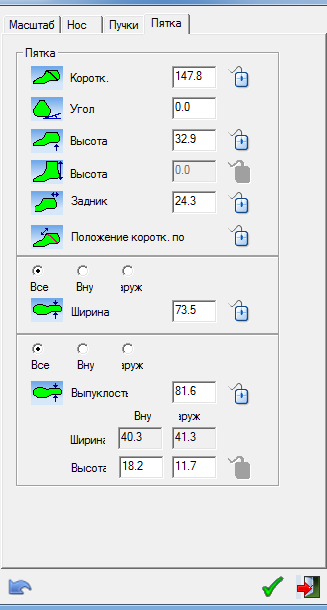 Масштаб Нос Пучки Пятка
Пятка
Коротк. 147.8
Угол 0.0
Высота 32.9
Высота 0.0
Задник 24.3
Положение коротк. по
Все Вну аруж
Ширина 73.5
Все Вну аруж
Выпуклость 81.6
Вну аруж
Ширина 40.3 41.3
Высота 18.2 11.7